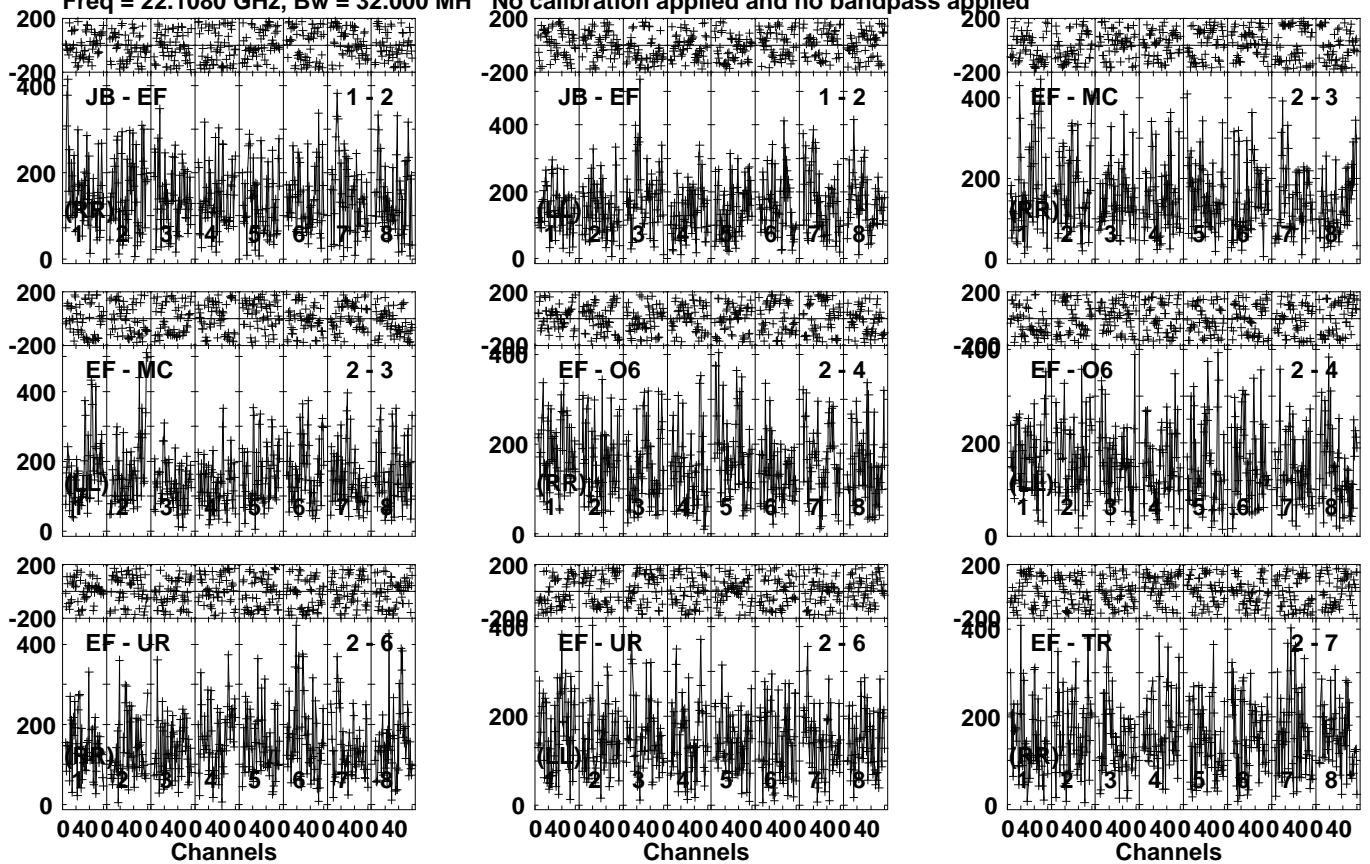 Freq = 22.1080 GHz, Bw = 32.000 MH No calibration applied and no bandpass applied
200 200 200
-200 -200 -200
JB - EF 1 - 2 JB - EF 1 - 2 EF - MC 2 - 3
400 400 400
200 200 200
(RR) (LL) (RR)
1 2 3 4 5 6 7 8 1 2 3 4 5 6 7 8 1 2 3 4 5 6 7 8
0 0 0
200 200 200
-200 -200 -200
400 400
EF - MC 2 - 3 EF - O6 2 - 4 EF - O6 2 - 4
400
200 200 200
(LL) (RR) (LL)
1 2 3 4 5 6 7 8 1 2 3 4 5 6 7 8 1 2 3 4 5 6 7 8
0 0 0
200 200 200
-200 -200 -200
400 400
EF - UR 2 - 6 EF - UR 2 - 6 EF - TR 2 - 7
400
200 200 200
(RR) (LL) (RR)
1 2 3 4 5 6 7 8 1 2 3 4 5 6 7 8 1 2 3 4 5 6 7 8
0 0 0
0 40 0 40 0 40 0 40 0 40 0 40 0 40 0 40 0 40 0 40 0 40 0 40 0 40 0 40 0 40 0 40 0 40 0 40 0 40 0 40 0 40 0 40 0 40 0 40
Channels Channels Channels